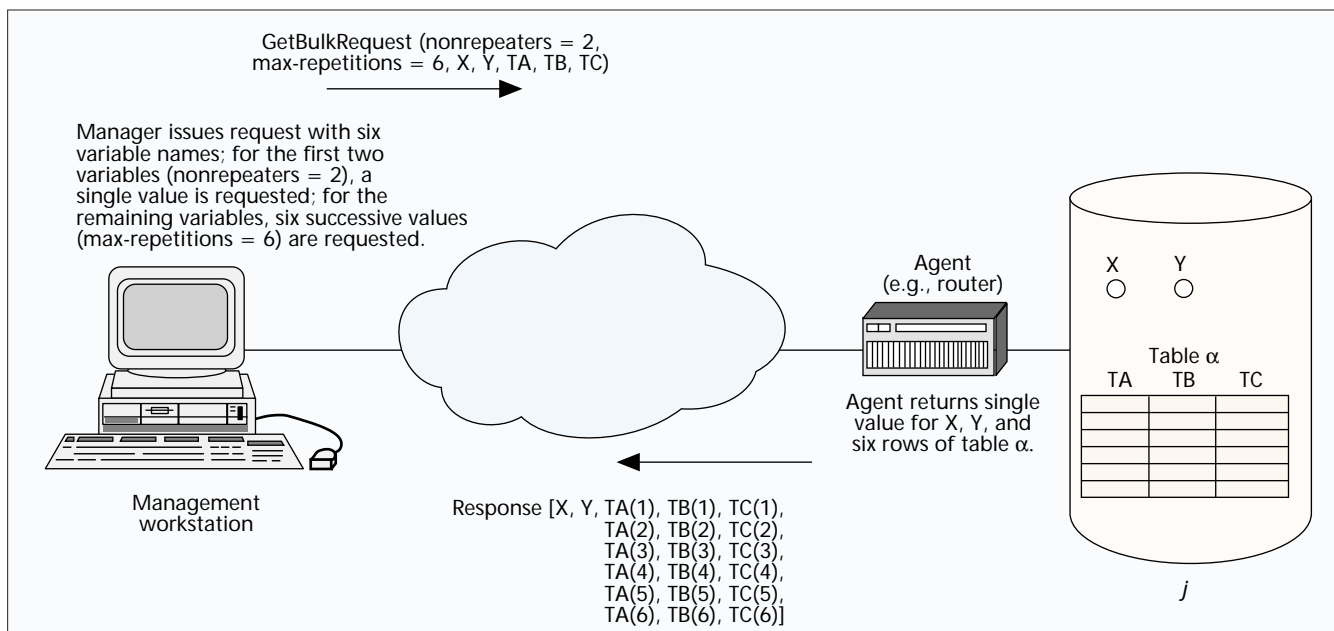 GetBulkRequest (nonrepeaters = 2,
max-repetitions = 6, X, Y, TA, TB, TC)
Manager issues request with six
variable names; for the first two
variables (nonrepeaters = 2), a
single value is requested; for the
remaining variables, six successive values
(max-repetitions = 6) are requested.
Management
workstation
Agent
(e.g., router)
Agent returns single
value for X, Y, and
six rows of table α.
X Y
Table α
TA TB TC
j
Response [X, Y, TA(1), TB(1), TC(1),
TA(2), TB(2), TC(2),
TA(3), TB(3), TC(3),
TA(4), TB(4), TC(4),
TA(5), TB(5), TC(5),
TA(6), TB(6), TC(6)]